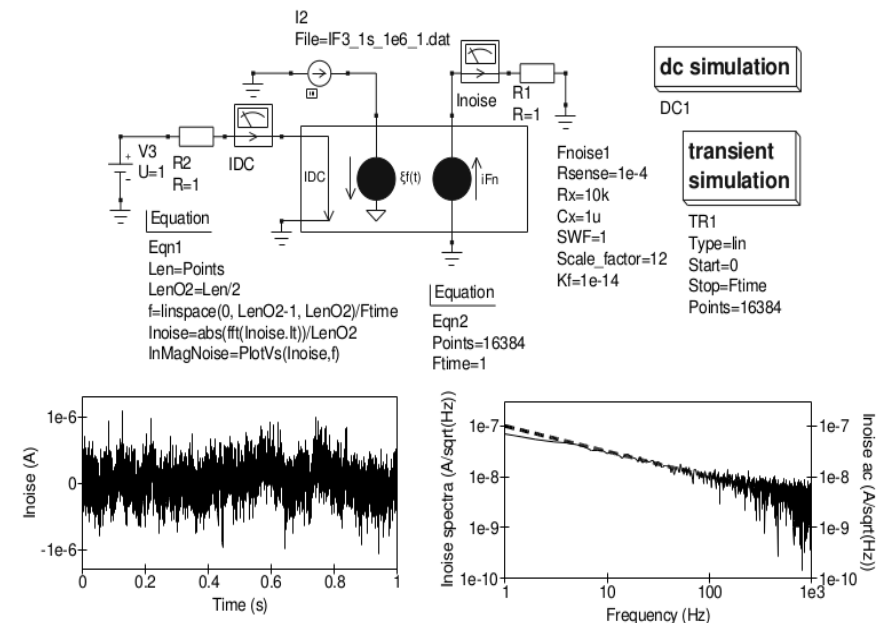 I2
File=IF3_1s_1e6_1.dat
Inoise
R1
R=1
dc simulation
DC1
V3
U=1
R2
R=1
IDC
IDC
ξf(t)
iFn
Fnoise1
Rsense=1e-4
Rx=10k
Cx=1u
SWF=1
Scale_factor=12
Kf=1e-14
transient
simulation
TR1
Type=lin
Start=0
Stop=Ftime
Points=16384
Equation
Eqn1
Len=Points
LenO2=Len/2
f=linspace(0, LenO2-1, LenO2)/Ftime
Inoise=abs(fft(Inoise.It))/LenO2
InMagNoise=PlotVs(Inoise,f)
Equation
Eqn2
Points=16384
Ftime=1
Inoise (A)
1e-6
0
-1e-6
0 0.2 0.4 0.6 0.8 1
Time (s)
Inoise spectra (A/sqrt(Hz))
1e-7
1e-8
1e-9
1e-10
1 10 100 1e3
Frequency (Hz)
1e-7
1e-8
1e-9
1e-10
Inoise ac (A/sqrt(Hz))